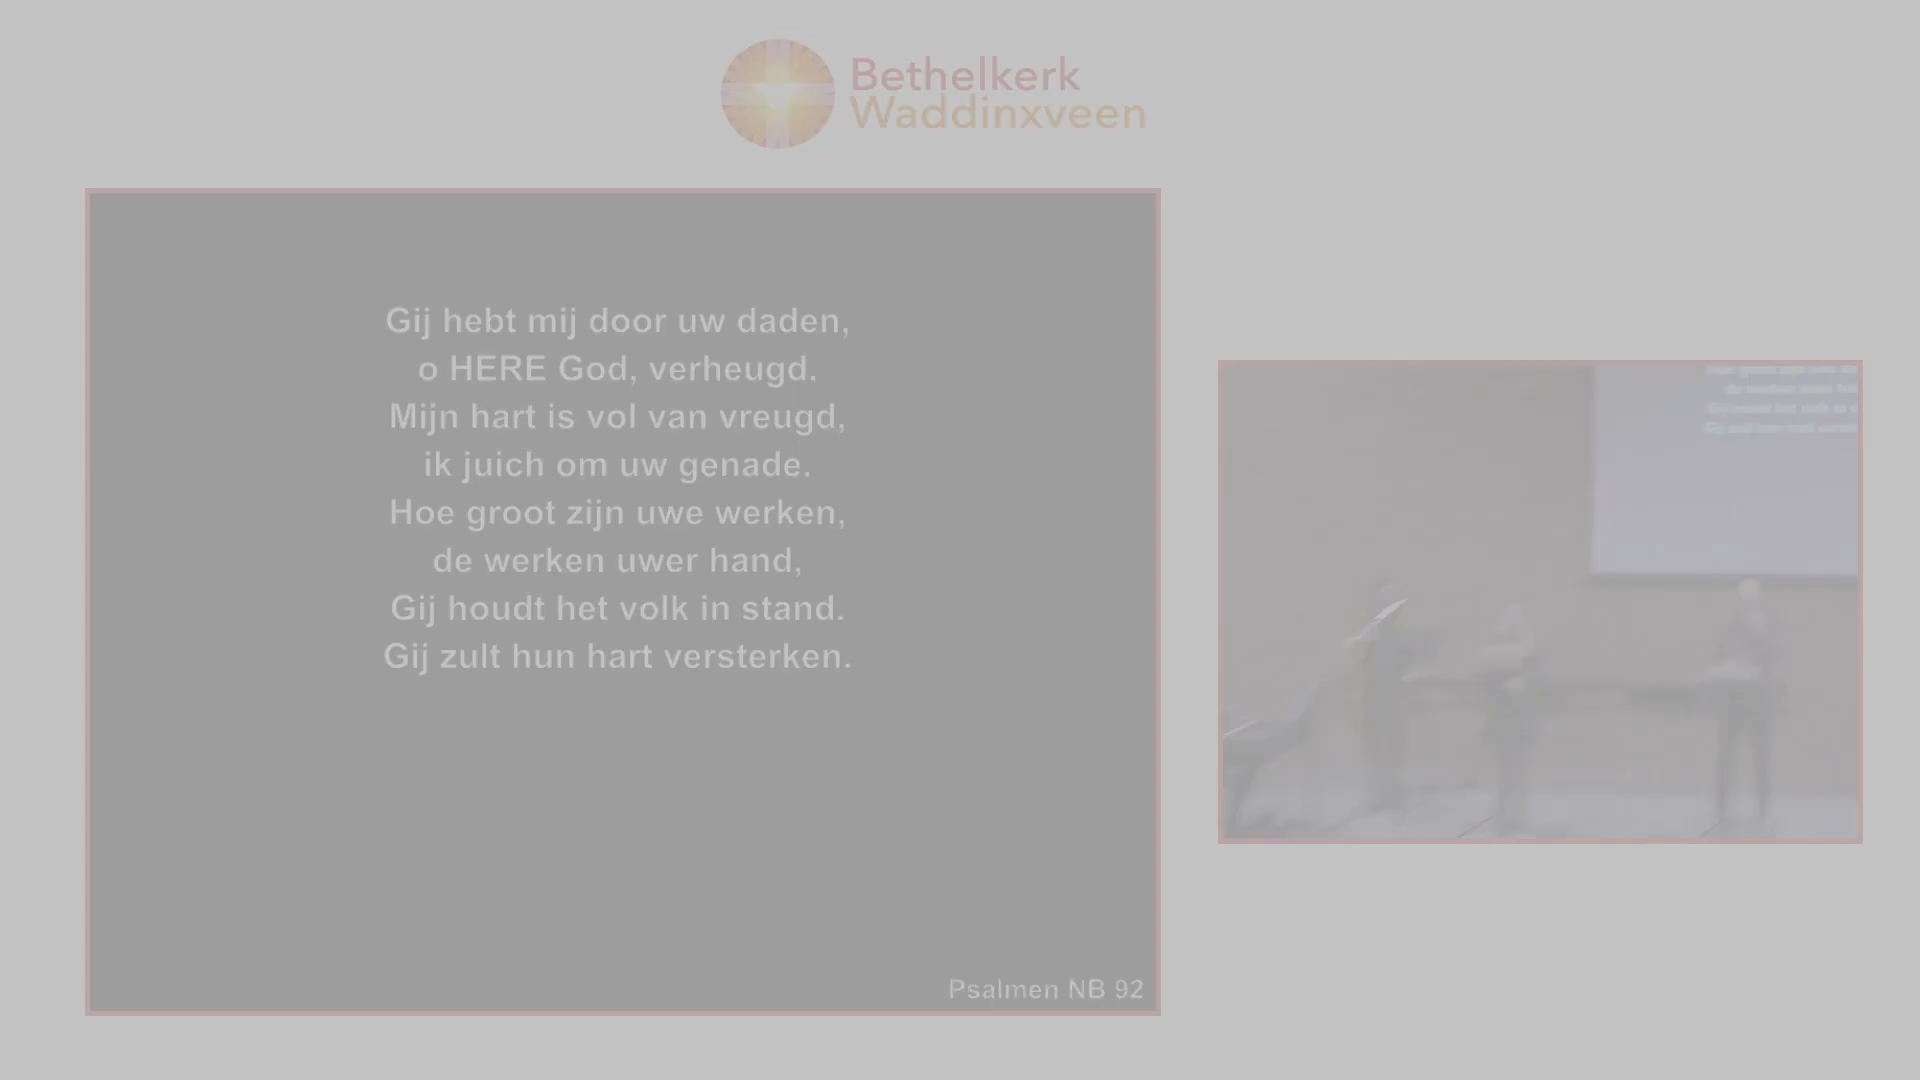 Bethelkerk
Waddinxveen
Gij hebt mij door uw daden,
o HERE God, verheugd.
Mijn hart is vol van vreugd,
ik juich om uw genade.
Hoe groot zijn uwe werken,
de werken uwer hand,
Gij houdt het volk in stand.
Gij zult hun hart versterken.
Psalmen NB 92